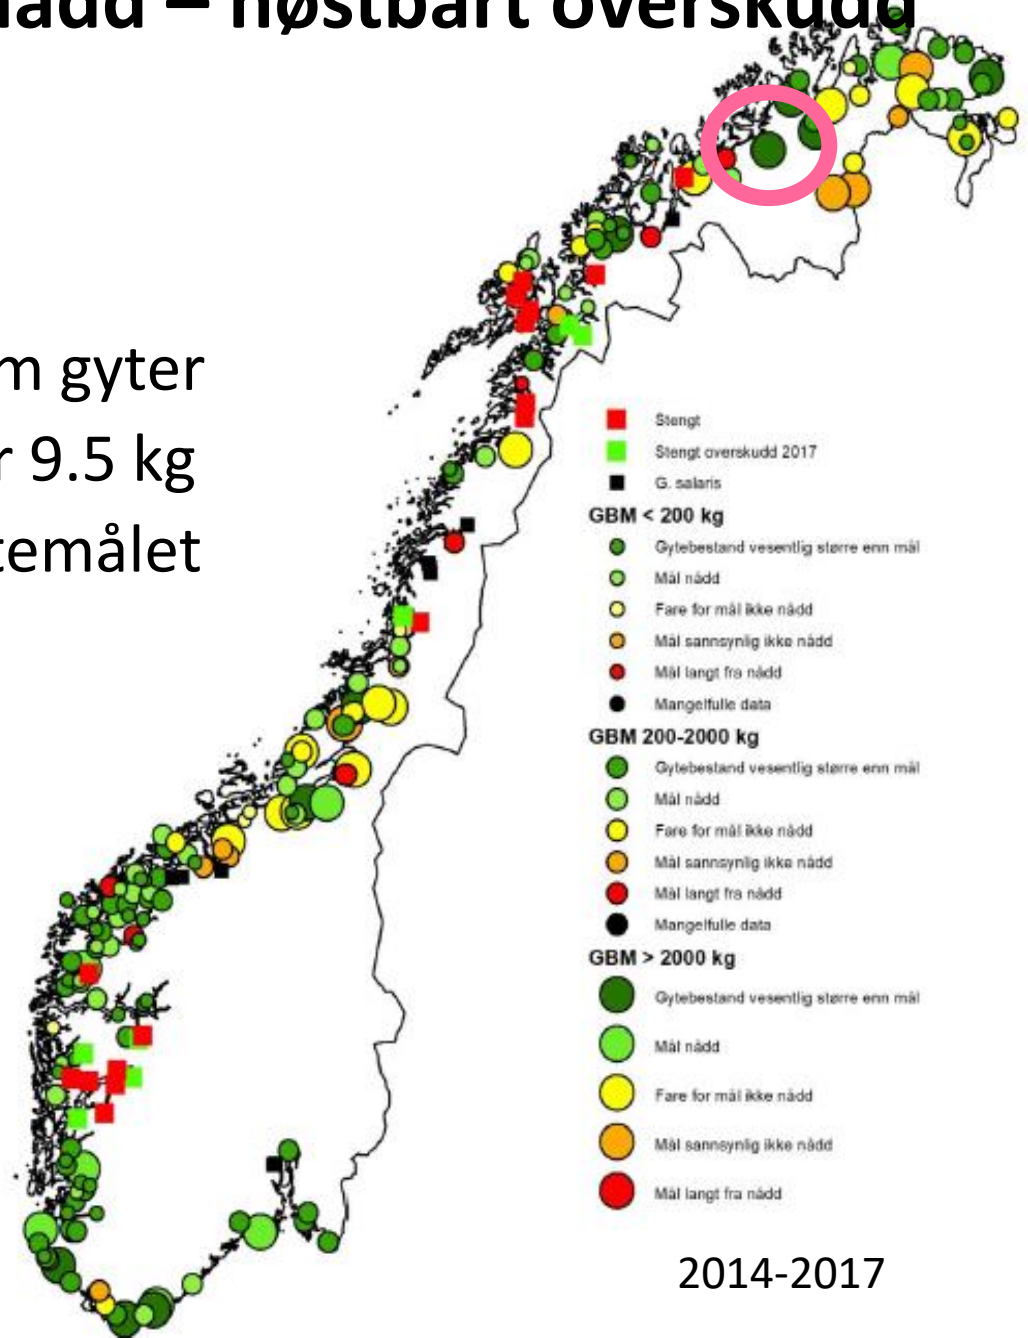 nådd – høstbart overskudd
m gyter
r 9.5 kg
temålet
Stengt
Stengt overskudd 2017
G. salaris
GBM < 200 kg
Gytebestand vesentlig større enn mål
Mål nådd
Fare for mål ikke nådd
Mål sannsynlig ikke nådd
Mål langt fra nådd
Mangelfulle data
GBM 200-2000 kg
Gytebestand vesentlig større enn mål
Mål nådd
Fare for mål ikke nådd
Mål sannsynlig ikke nådd
Mål langt fra nådd
Mangelfulle data
GBM > 2000 kg
Gytebestand vesentlig større enn mål
Mål nådd
Fare for mål ikke nådd
Mål sannsynlig ikke nådd
Mål langt fra nådd
2014-2017